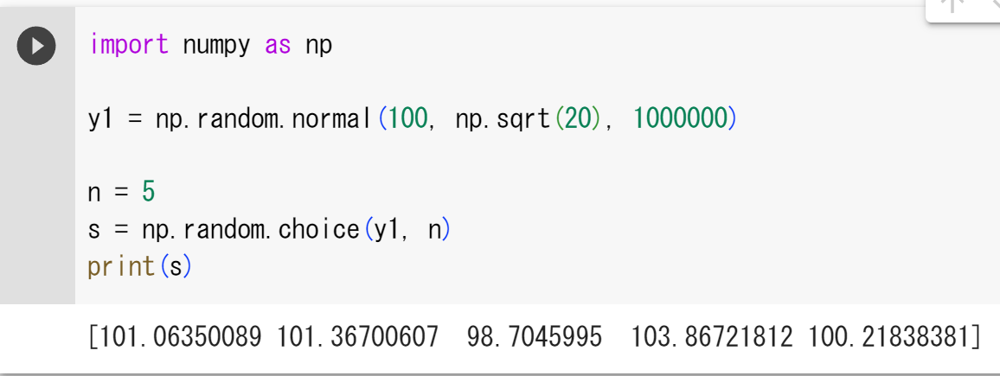 import numpy as np
y1 = np.random.normal(100, np.sqrt(20), 1000000)
n = 5
s = np.random.choice(y1, n)
print(s)
[101.06350089 101.36700607  98.7045995  103.86721812 100.21838381]